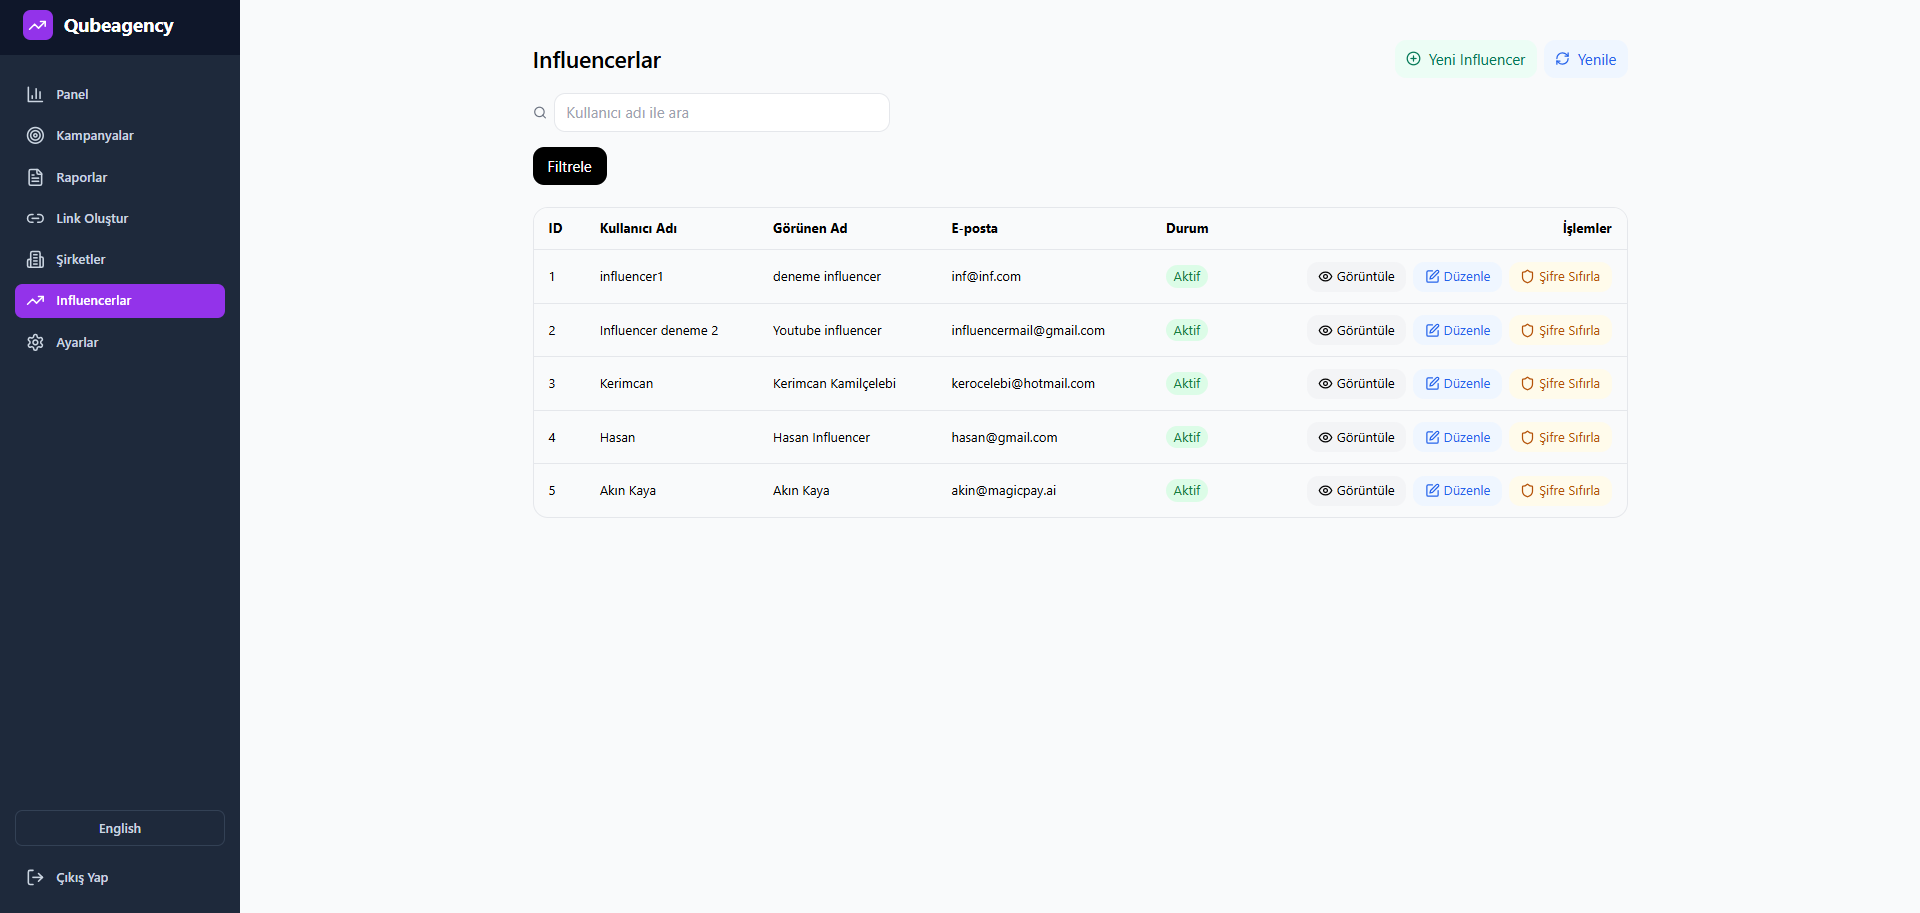 Qubeagency
Panel
Kampanyalar
Raporlar
Link Oluştur
Şirketler
Influencerlar
Ayarlar
English
Çıkış Yap
Influencerlar
Yeni Influencer
Yenile
Kullanıcı adı ile ara
Filtrele
ID Kullanıcı Adı Görünen Ad E-posta Durum İşlemler
1 influencer1 deneme influencer inf@inf.com Aktif Görüntüle Düzenle Şifre Sıfırla
2 Influencer deneme 2 Youtube influencer influencermail@gmail.com Aktif Görüntüle Düzenle Şifre Sıfırla
3 Kerimcan Kerimcan Kamilçelebi kerocelebi@hotmail.com Aktif Görüntüle Düzenle Şifre Sıfırla
4 Hasan Hasan Influencer hasan@gmail.com Aktif Görüntüle Düzenle Şifre Sıfırla
5 Akın Kaya Akın Kaya akin@magicpay.ai Aktif Görüntüle Düzenle Şifre Sıfırla